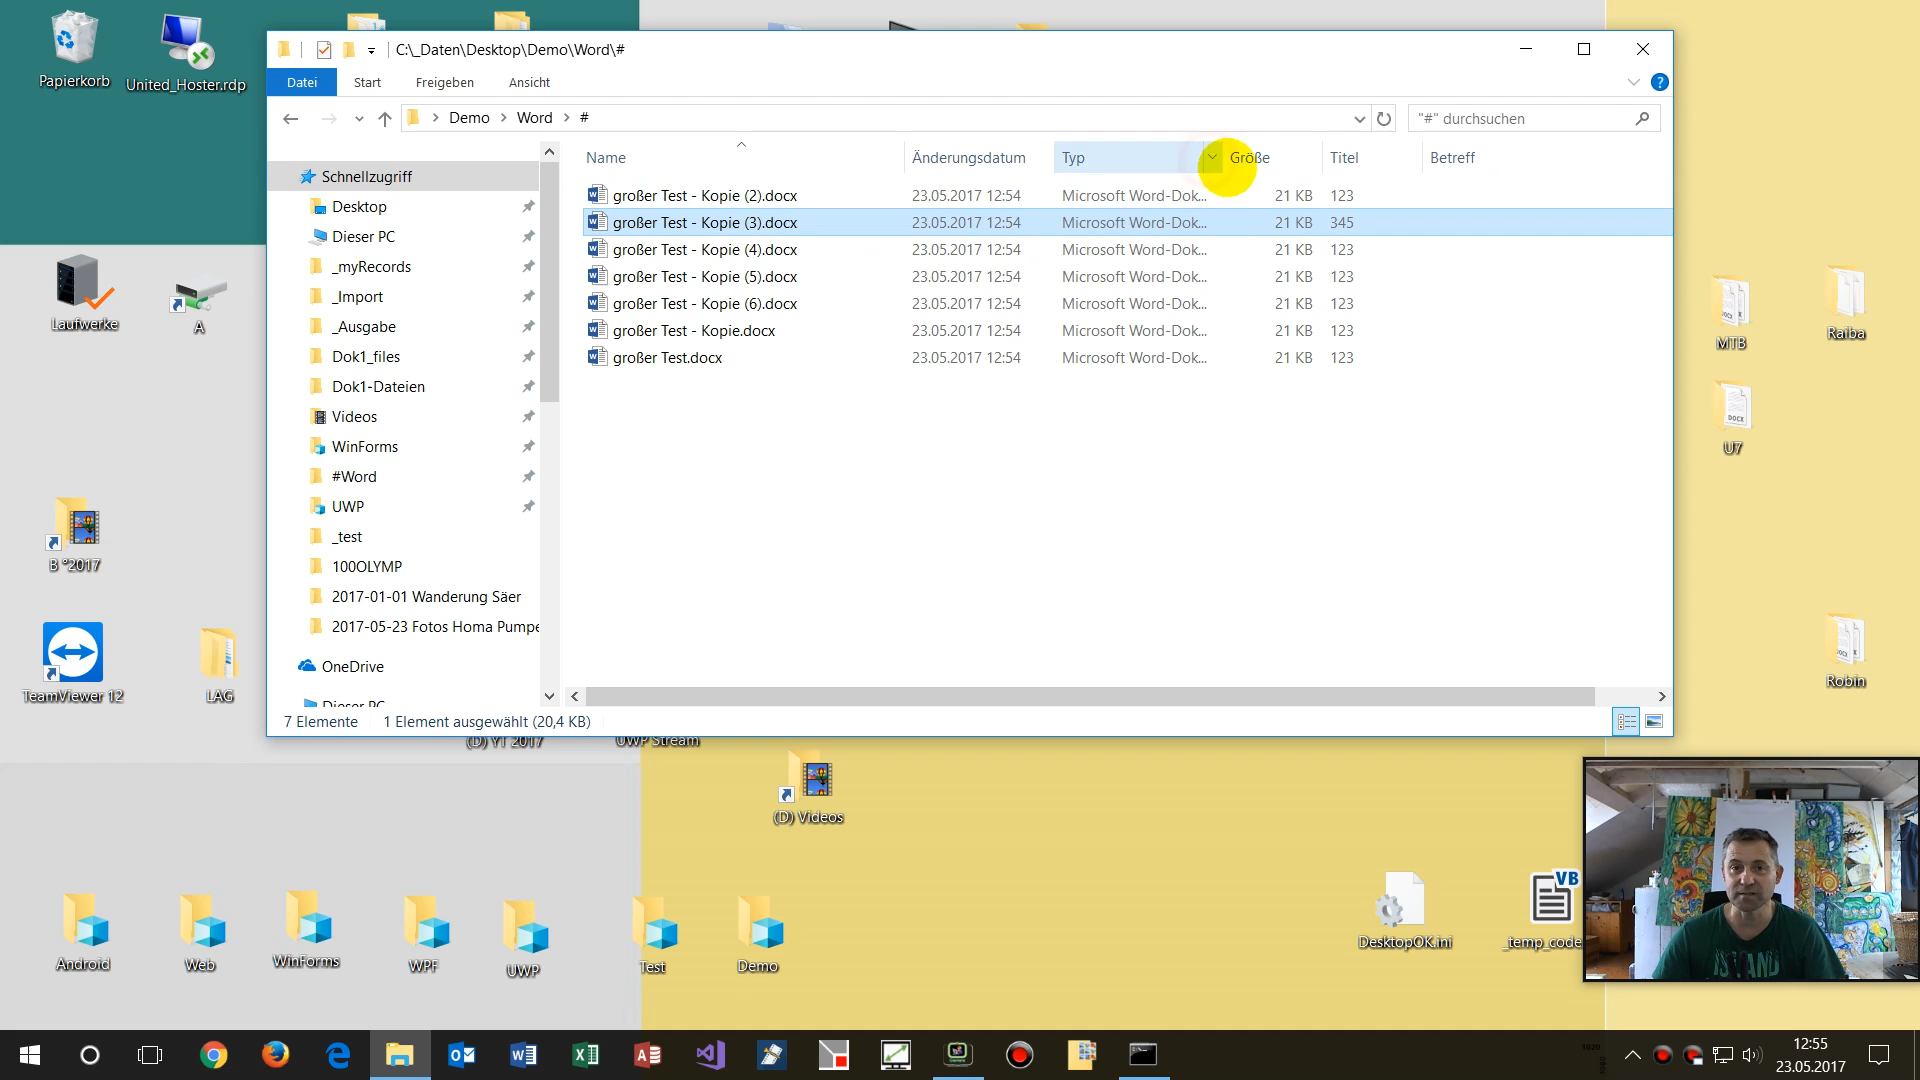 Papierkorb
United_Hoster.rdp
C:\_Daten\Desktop\Demo\Word\#
Datei Start Freigeben Ansicht
Demo Word #
"#" durchsuchen
Schnellzugriff
Desktop
Dieser PC
_myRecords
_Import
_Ausgabe
Dok1_files
Dok1-Dateien
Videos
WinForms
#Word
UWP
_test
100OLYMP
2017-01-01 Wanderung Säer
2017-05-23 Fotos Homa Pumpe
OneDrive
Dieser PC
Name Änderungsdatum Typ Größe Titel Betreff
großer Test - Kopie (2).docx 23.05.2017 12:54 Microsoft Word-Dok... 21 KB 123
großer Test - Kopie (3).docx 23.05.2017 12:54 Microsoft Word-Dok... 21 KB 345
großer Test - Kopie (4).docx 23.05.2017 12:54 Microsoft Word-Dok... 21 KB 123
großer Test - Kopie (5).docx 23.05.2017 12:54 Microsoft Word-Dok... 21 KB 123
großer Test - Kopie (6).docx 23.05.2017 12:54 Microsoft Word-Dok... 21 KB 123
großer Test - Kopie.docx 23.05.2017 12:54 Microsoft Word-Dok... 21 KB 123
großer Test.docx 23.05.2017 12:54 Microsoft Word-Dok... 21 KB 123
7 Elemente 1 Element ausgewählt (20,4 KB)
Laufwerke
A
B °2017
TeamViewer 12
LAG
MTB
Raiba
DOCX
U7
Robin
(D) YT 2017
UWP Stream
(D) Videos
Android
Web
WinForms
WPF
UWP
Test
Demo
DesktopOK.ini
VB
_temp_code
12:55
23.05.2017